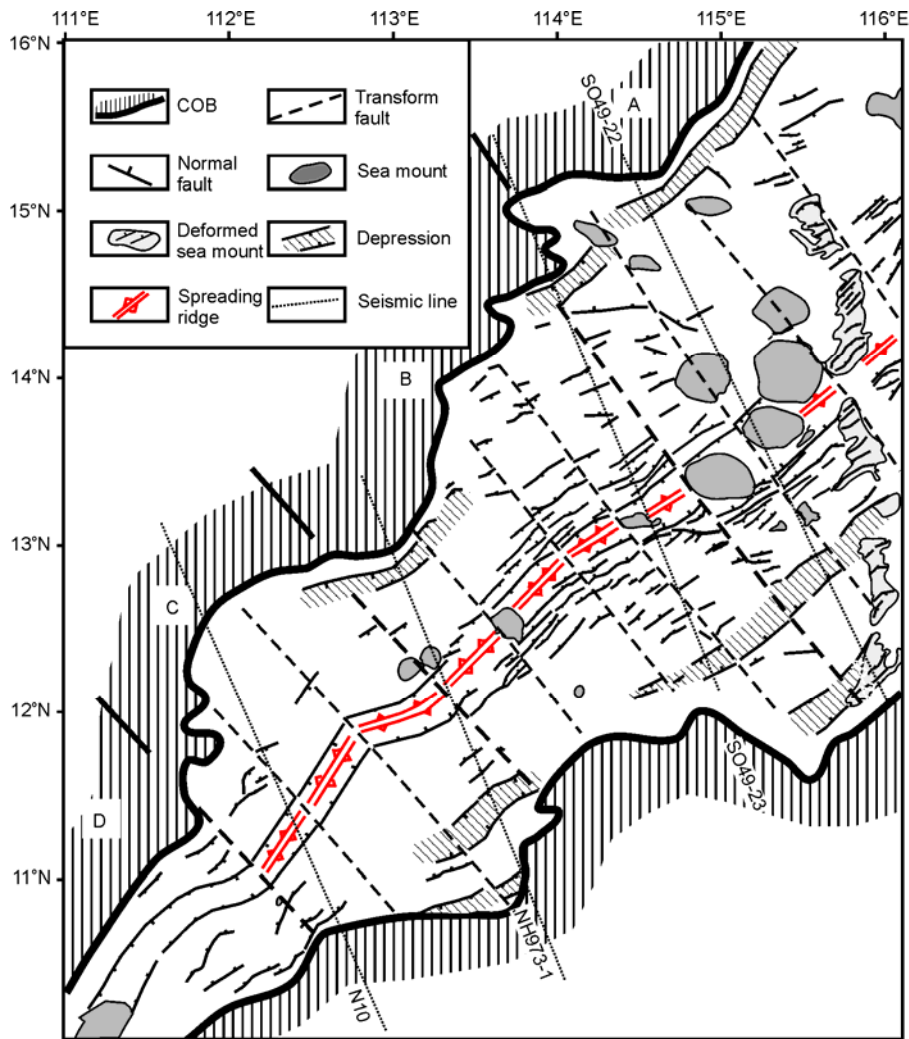 111°E 112°E 113°E 114°E 115°E 116°E
16°N
15°N
14°N
13°N
12°N
11°N
COB
Transform
fault
Normal
fault
Sea mount
Deformed
sea mount
Depression
Spreading
ridge
Seismic line
SO49-22
A
B
C
D
SO49-23
NH973-1
N10